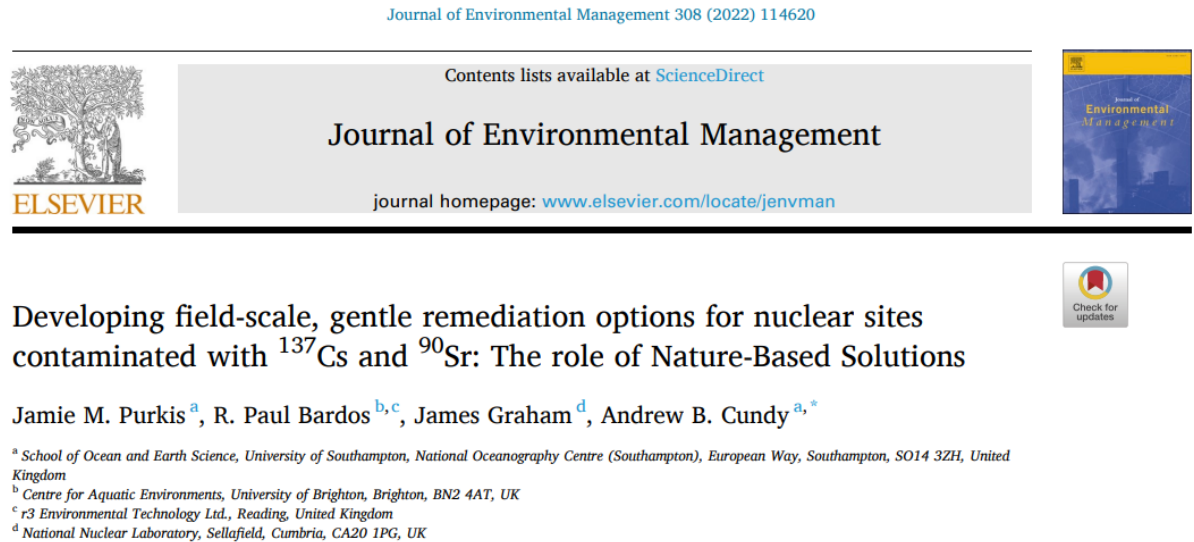 Journal of Environmental Management 308 (2022) 114620
Contents lists available at ScienceDirect
Journal of Environmental Management
journal homepage: www.elsevier.com/locate/jenvman
ELSEVIER
Journal of
Environmental
Management
Check for
updates
Developing field-scale, gentle remediation options for nuclear sites
contaminated with ¹³⁷Cs and ⁹⁰Sr: The role of Nature-Based Solutions
Jamie M. Purkis ᵃ, R. Paul Bardos ᵇ,ᶜ, James Graham ᵈ, Andrew B. Cundy ᵃ,*
ᵃ School of Ocean and Earth Science, University of Southampton, National Oceanography Centre (Southampton), European Way, Southampton, SO14 3ZH, United
Kingdom
ᵇ Centre for Aquatic Environments, University of Brighton, Brighton, BN2 4AT, UK
ᶜ r3 Environmental Technology Ltd., Reading, United Kingdom
ᵈ National Nuclear Laboratory, Sellafield, Cumbria, CA20 1PG, UK